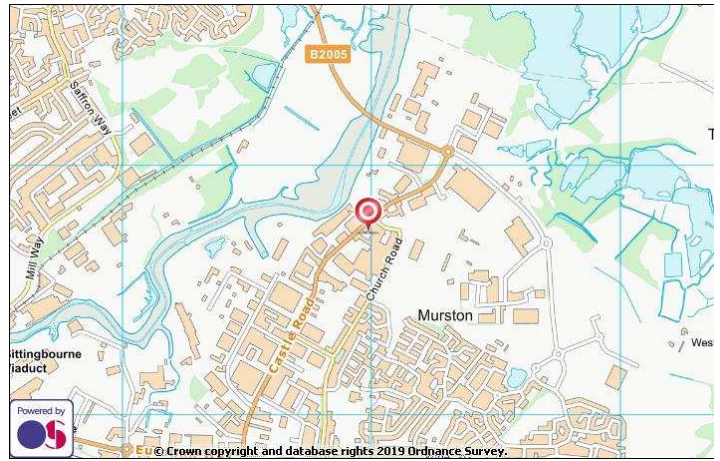 B2005
Saffron Way
Mill Way
Church Road
Castle Road
Murston
Sittingbourne
Viaduct
Powered by
OS
© Crown copyright and database rights 2019 Ordnance Survey.